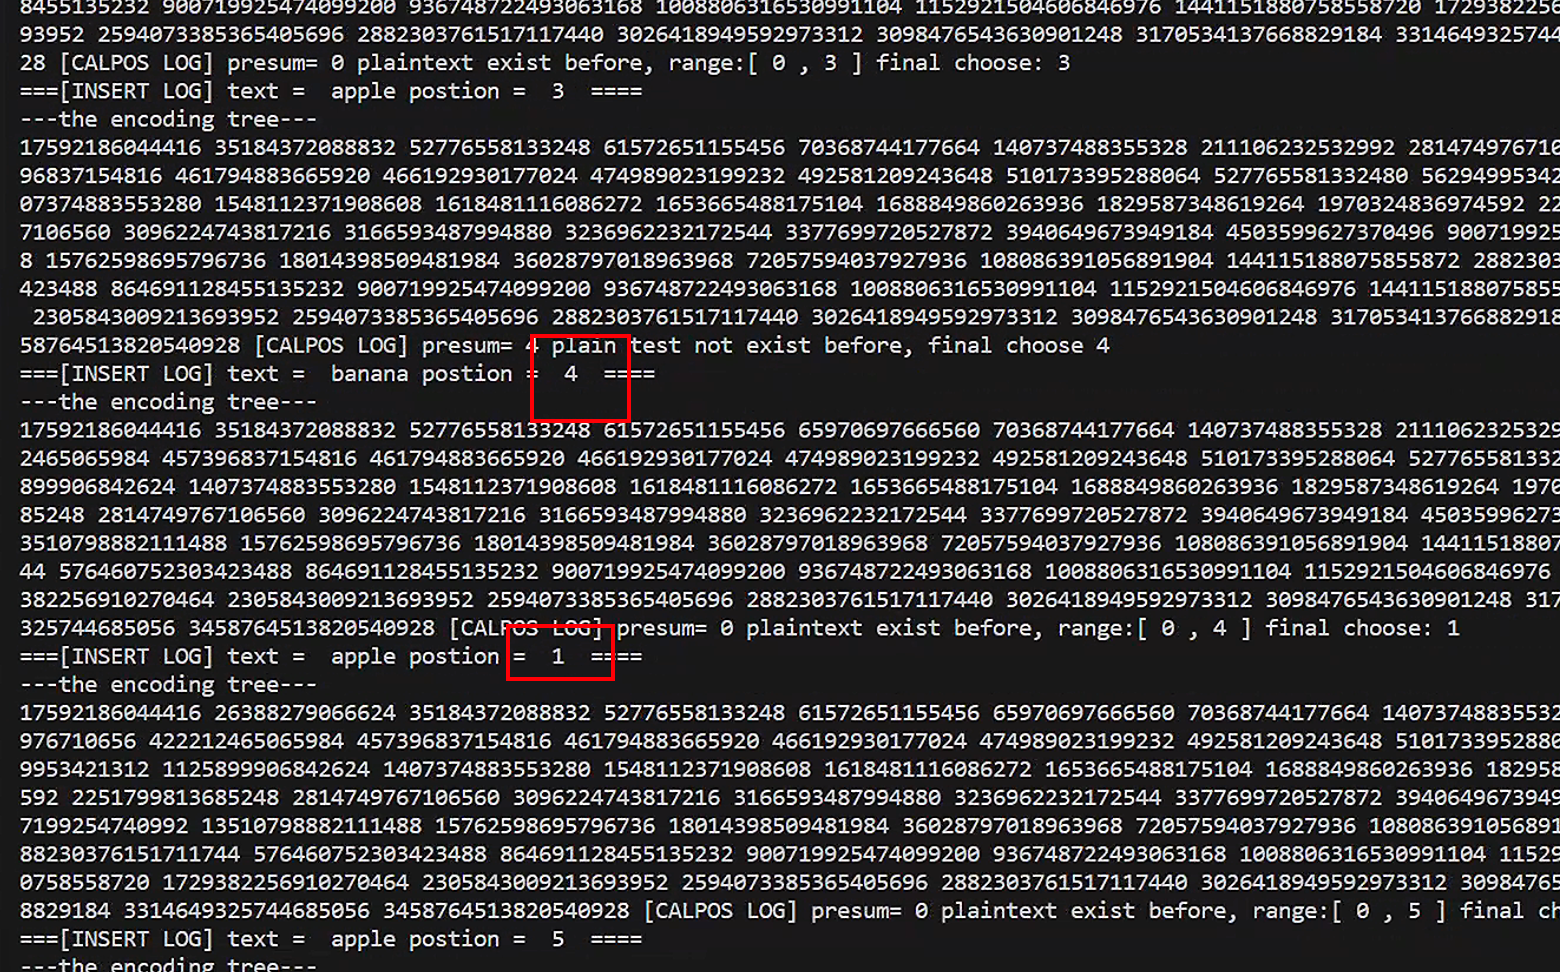 8455135232 900719925474099200 936748722493063168 1008806316530991104 1152921504606846976 1441151880758558720 172938225
93952 2594073385365405696 2882303761517117440 3026418949592973312 3098476543630901248 3170534137668829184 33146493257
28 [CALPOS LOG] presum= 0 plaintext exist before, range:[ 0 , 3 ] final choose: 3
===[INSERT LOG] text =  apple postion =  3  ====
---the encoding tree---
17592186044416 35184372088832 52776558133248 61572651155456 70368744177664 140737488355328 211106232532992 28147497671
96837154816 461794883665920 466192930177024 474989023199232 492581209243648 510173395288064 527765581332480 5629499534
07374883553280 1548112371908608 1618481116086272 1653665488175104 1688849860263936 1829587348619264 1970324836974592 22
7106560 3096224743817216 3166593487994880 3236962232172544 3377699720527872 3940649673949184 4503599627370496 90071992
8 15762598695796736 18014398509481984 36028797018963968 72057594037927936 108086391056891904 144115188075855872 28823
423488 864691128455135232 900719925474099200 936748722493063168 1008806316530991104 1152921504606846976 14411518807585
2305843009213693952 2594073385365405696 2882303761517117440 3026418949592973312 3098476543630901248 317053413766882918
58764513820540928 [CALPOS LOG] presum= 4 plain test not exist before, final choose 4
===[INSERT LOG] text =  banana postion =  4  ====
---the encoding tree---
17592186044416 35184372088832 52776558133248 61572651155456 65970697666560 70368744177664 140737488355328 211106232532
2465065984 457396837154816 461794883665920 466192930177024 474989023199232 492581209243648 510173395288064 52776558133
899906842624 1407374883553280 1548112371908608 1618481116086272 1653665488175104 1688849860263936 1829587348619264 1970
85248 2814749767106560 3096224743817216 3166593487994880 3236962232172544 3377699720527872 3940649673949184 4503599627
3510798882111488 15762598695796736 18014398509481984 36028797018963968 72057594037927936 108086391056891904 1441151880
44 576460752303423488 864691128455135232 900719925474099200 936748722493063168 1008806316530991104 1152921504606846976
382256910270464 2305843009213693952 2594073385365405696 2882303761517117440 3026418949592973312 3098476543630901248 317
325744685056 3458764513820540928 [CALPOS LOG] presum= 0 plaintext exist before, range:[ 0 , 4 ] final choose: 1
===[INSERT LOG] text =  apple postion =  1  ====
---the encoding tree---
17592186044416 26388279066624 35184372088832 52776558133248 61572651155456 65970697666560 70368744177664 1407374883553
976710656 422212465065984 457396837154816 461794883665920 466192930177024 474989023199232 492581209243648 510173395288
9953421312 1125899906842624 1407374883553280 1548112371908608 1618481116086272 1653665488175104 1688849860263936 18295
592 2251799813685248 2814749767106560 3096224743817216 3166593487994880 3236962232172544 3377699720527872 394064967394
7199254740992 13510798882111488 15762598695796736 18014398509481984 36028797018963968 72057594037927936 10808639105689
88230376151711744 576460752303423488 864691128455135232 900719925474099200 936748722493063168 1008806316530991104 1152
0758558720 1729382256910270464 2305843009213693952 2594073385365405696 2882303761517117440 3026418949592973312 3098476
8829184 3314649325744685056 3458764513820540928 [CALPOS LOG] presum= 0 plaintext exist before, range:[ 0 , 5 ] final ch
===[INSERT LOG] text =  apple postion =  5  ====
---the encoding tree---